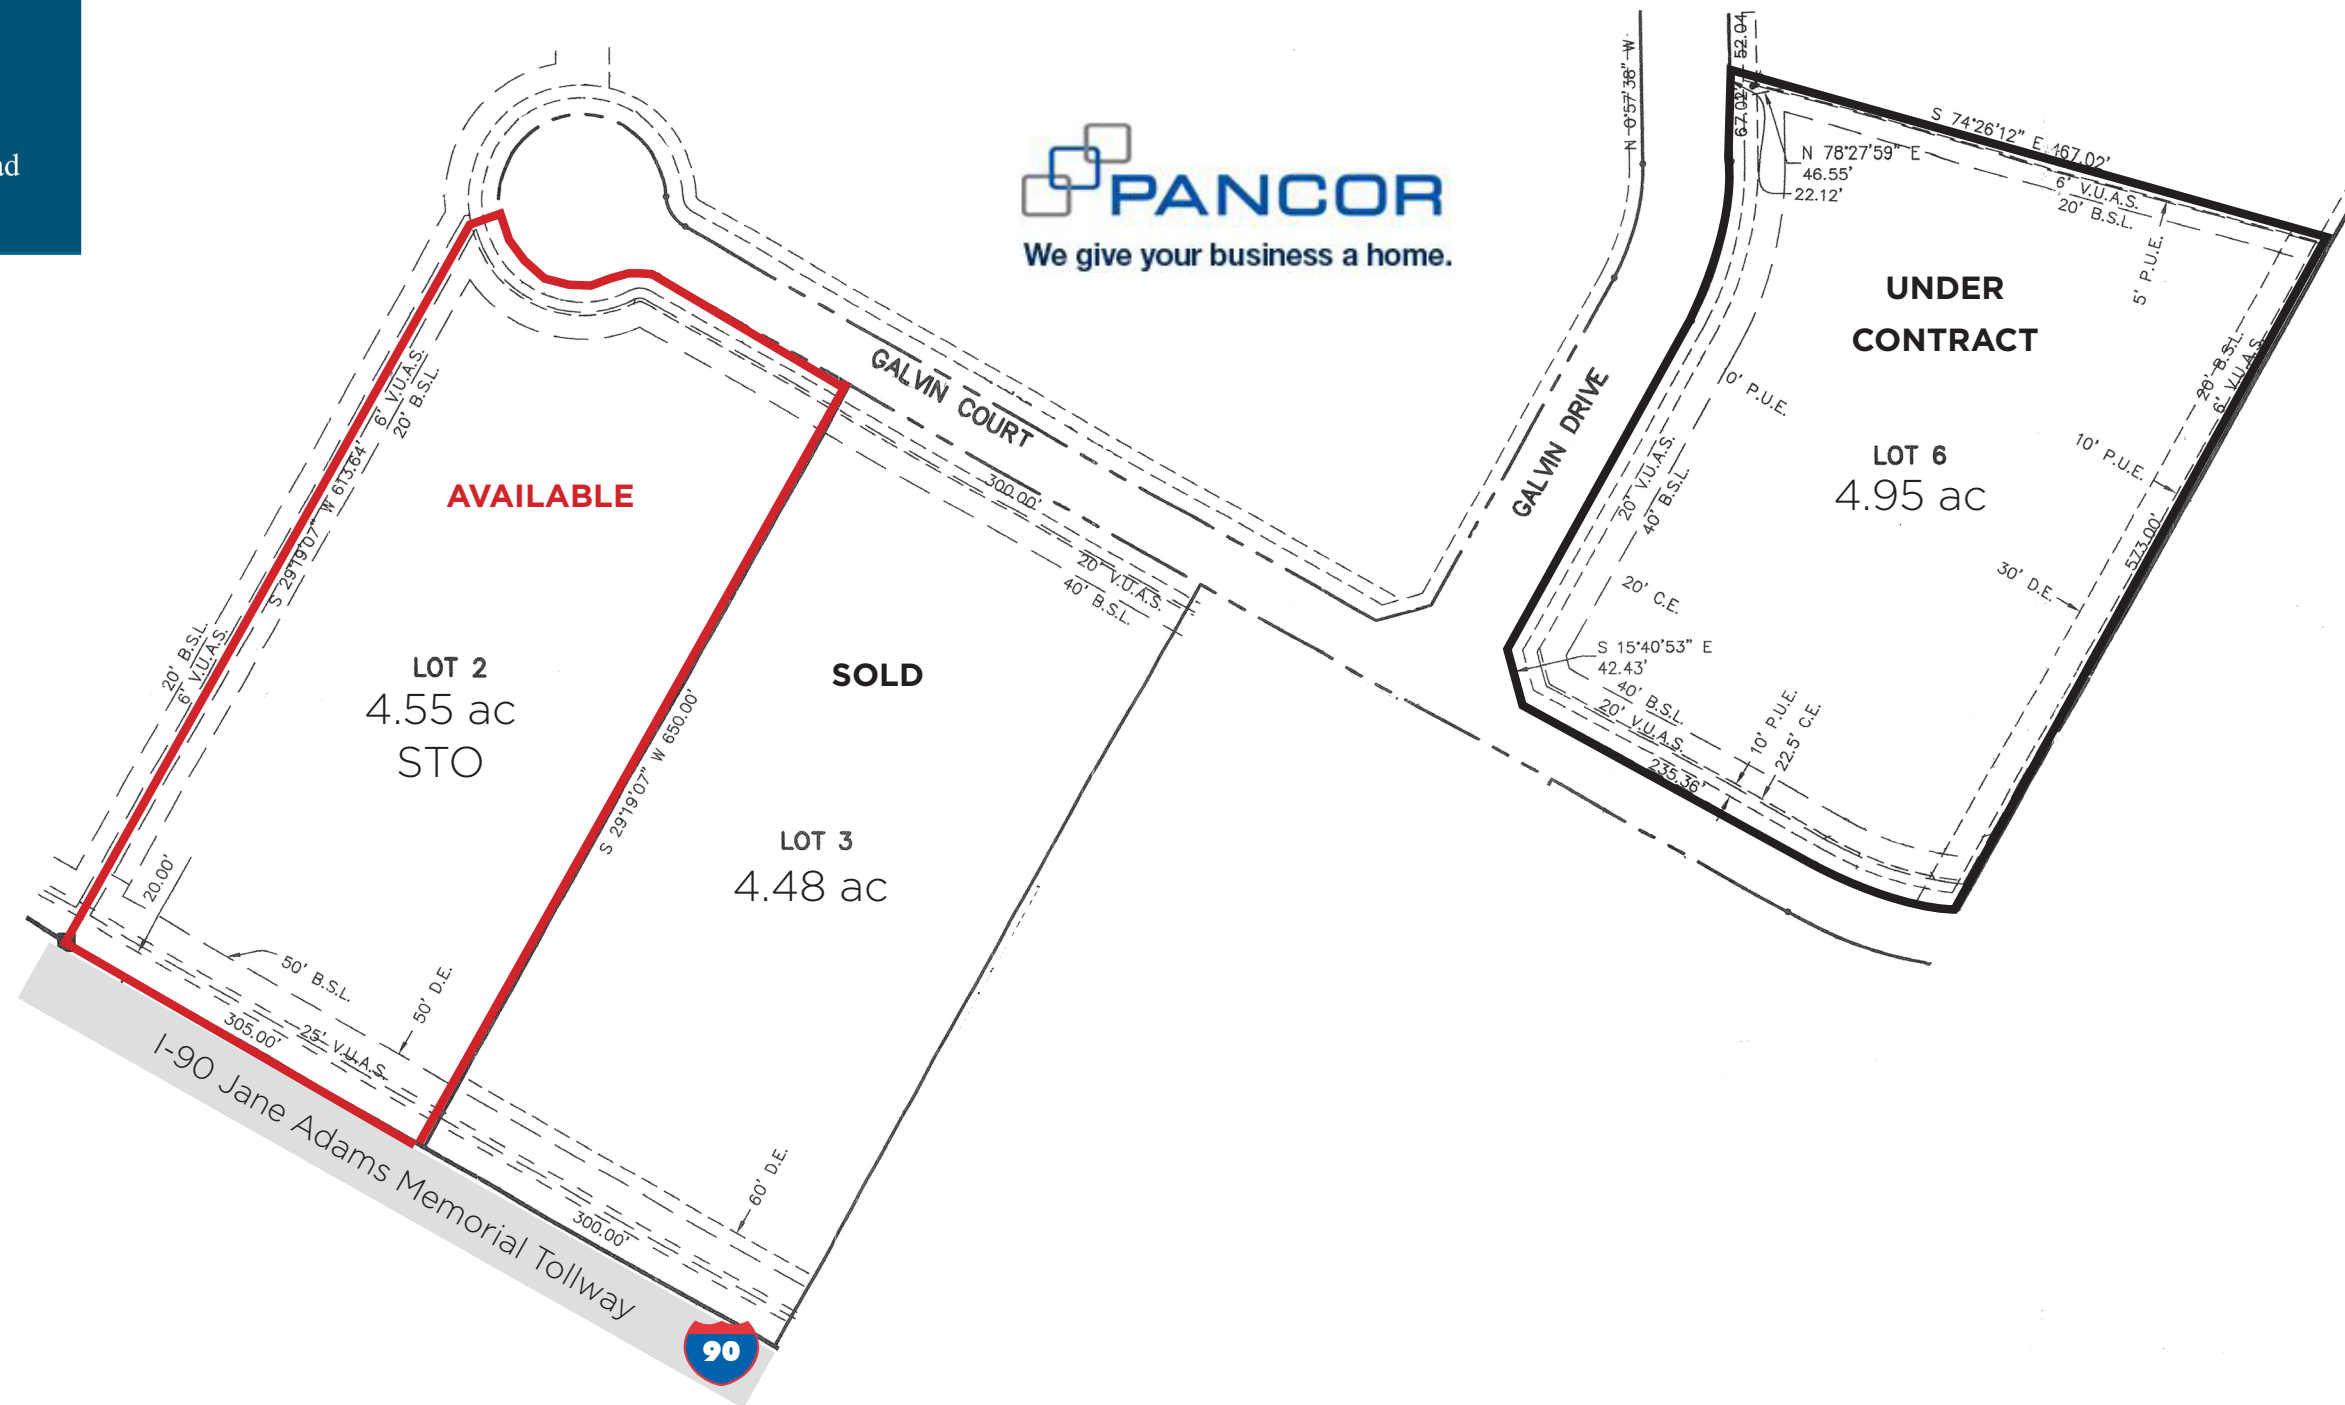 ad
PANCOR
We give your business a home.
N 0°57'38" W
52.04
67.02'
S 74°26'12" E 467.02'
N 78°27'59" E
46.55'
22.12'
6' V.U.A.S.
20' B.S.L.
5' P.U.E.
UNDER
CONTRACT
LOT 6
4.95 ac
20' B.S.L.
6' V.U.A.S.
10' P.U.E.
573.00'
30' D.E.
0' P.U.E.
20' V.U.A.S.
40' B.S.L.
20' C.E.
S 15°40'53" E
42.43'
40' B.S.L.
20' V.U.A.S.
235.36'
10' P.U.E.
22.5' C.E.
GALVIN DRIVE
GALVIN COURT
300.00'
20' V.U.A.S.
40' B.S.L.
6' V.U.A.S.
20' B.S.L.
S 29°19'07" W 613.64'
20' B.S.L.
6' V.U.A.S.
AVAILABLE
LOT 2
4.55 ac
STO
S 29°19'07" W 650.00'
SOLD
LOT 3
4.48 ac
20.00'
50' B.S.L.
50' D.E.
305.00'
25' V.U.A.S.
60' D.E.
300.00'
I-90 Jane Adams Memorial Tollway
90